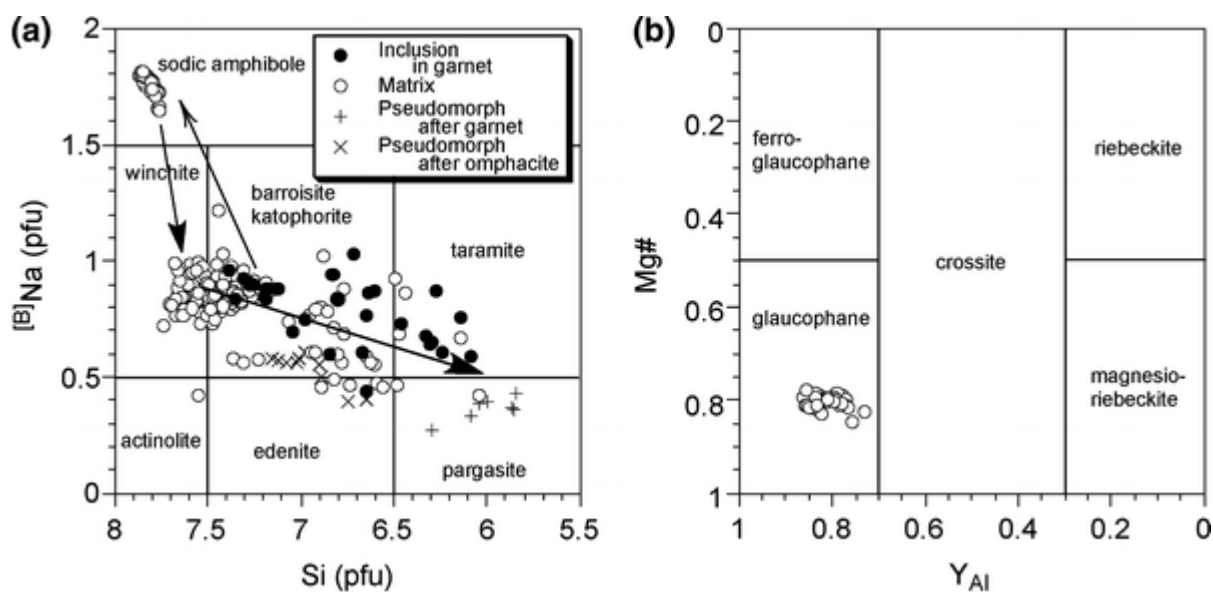 (a)
2
1.5
1
0.5
0
[B]Na (pfu)
8
7.5
7
6.5
6
5.5
Si (pfu)
sodic amphibole
winchite
barroisite
katophorite
taramite
actinolite
edenite
pargasite
Inclusion
in garnet
Matrix
Pseudomorph
after garnet
Pseudomorph
after omphacite
(b)
0
0.2
0.4
0.6
0.8
1
Mg#
1
0.8
0.6
0.4
0.2
0
YAl
ferro-
glaucophane
riebeckite
crossite
glaucophane
magnesio-
riebeckite